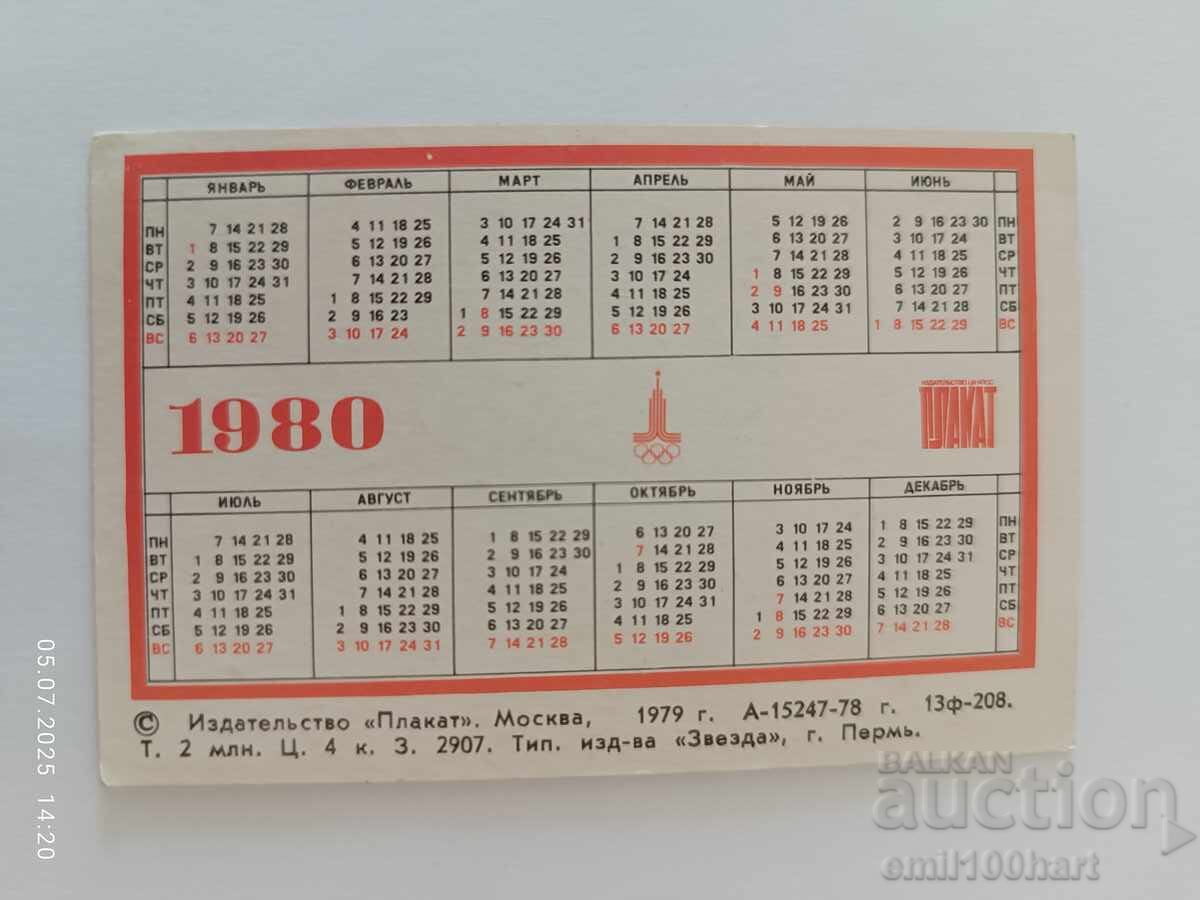 ЯНВАРЬ ФЕВРАЛЬ МАРТ АПРЕЛЬ МАЙ ИЮНЬ
ПН 7 14 21 28 4 11 18 25 3 10 17 24 31 7 14 21 28 5 12 19 26 2 9 16 23 30 ПН
ВТ 1 8 15 22 29 5 12 19 26 4 11 18 25 1 8 15 22 29 6 13 20 27 3 10 17 24 ВТ
СР 2 9 16 23 30 6 13 20 27 5 12 19 26 2 9 16 23 30 7 14 21 28 4 11 18 25 СР
ЧТ 3 10 17 24 31 7 14 21 28 6 13 20 27 3 10 17 24 1 8 15 22 29 5 12 19 26 ЧТ
ПТ 4 11 18 25 1 8 15 22 29 7 14 21 28 4 11 18 25 2 9 16 23 30 6 13 20 27 ПТ
СБ 5 12 19 26 2 9 16 23 1 8 15 22 29 5 12 19 26 3 10 17 24 31 7 14 21 28 СБ
ВС 6 13 20 27 3 10 17 24 2 9 16 23 30 6 13 20 27 4 11 18 25 1 8 15 22 29 ВС
1980
ИЗДАТЕЛЬСТВО ЦК КПСС
ПЛАКАТ
ИЮЛЬ АВГУСТ СЕНТЯБРЬ ОКТЯБРЬ НОЯБРЬ ДЕКАБРЬ
ПН 7 14 21 28 4 11 18 25 1 8 15 22 29 6 13 20 27 3 10 17 24 1 8 15 22 29 ПН
ВТ 1 8 15 22 29 5 12 19 26 2 9 16 23 30 7 14 21 28 4 11 18 25 2 9 16 23 30 ВТ
СР 2 9 16 23 30 6 13 20 27 3 10 17 24 1 8 15 22 29 5 12 19 26 3 10 17 24 31 СР
ЧТ 3 10 17 24 31 7 14 21 28 4 11 18 25 2 9 16 23 30 6 13 20 27 4 11 18 25 ЧТ
ПТ 4 11 18 25 1 8 15 22 29 5 12 19 26 3 10 17 24 31 7 14 21 28 5 12 19 26 ПТ
СБ 5 12 19 26 2 9 16 23 30 6 13 20 27 4 11 18 25 1 8 15 22 29 6 13 20 27 СБ
ВС 6 13 20 27 3 10 17 24 31 7 14 21 28 5 12 19 26 2 9 16 23 30 7 14 21 28 ВС
© Издательство «Плакат». Москва, 1979 г. А-15247-78 г. 13ф-208.
Т. 2 млн. Ц. 4 к. З. 2907. Тип. изд-ва «Звезда», г. Пермь.
05.07.2025 14:20
BALKAN
auction
emil100hart